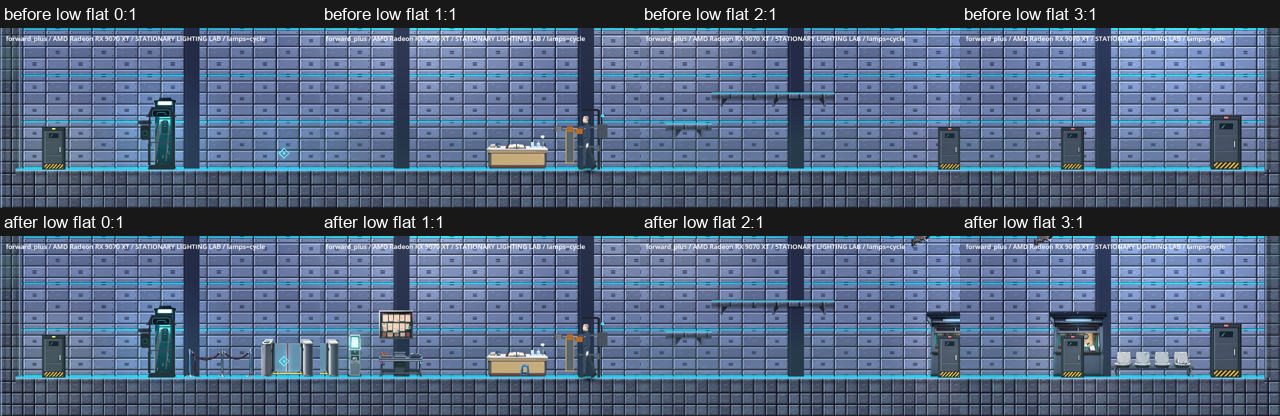 before low flat 0:1
before low flat 1:1
before low flat 2:1
before low flat 3:1
forward_plus / AMD Radeon RX 9070 XT / STATIONARY LIGHTING LAB / lamps=cycle
forward_plus / AMD Radeon RX 9070 XT / STATIONARY LIGHTING LAB / lamps=cycle
forward_plus / AMD Radeon RX 9070 XT / STATIONARY LIGHTING LAB / lamps=cycle
forward_plus / AMD Radeon RX 9070 XT / STATIONARY LIGHTING LAB / lamps=cycle
after low flat 0:1
after low flat 1:1
after low flat 2:1
after low flat 3:1
forward_plus / AMD Radeon RX 9070 XT / STATIONARY LIGHTING LAB / lamps=cycle
forward_plus / AMD Radeon RX 9070 XT / STATIONARY LIGHTING LAB / lamps=cycle
forward_plus / AMD Radeon RX 9070 XT / STATIONARY LIGHTING LAB / lamps=cycle
forward_plus / AMD Radeon RX 9070 XT / STATIONARY LIGHTING LAB / lamps=cycle